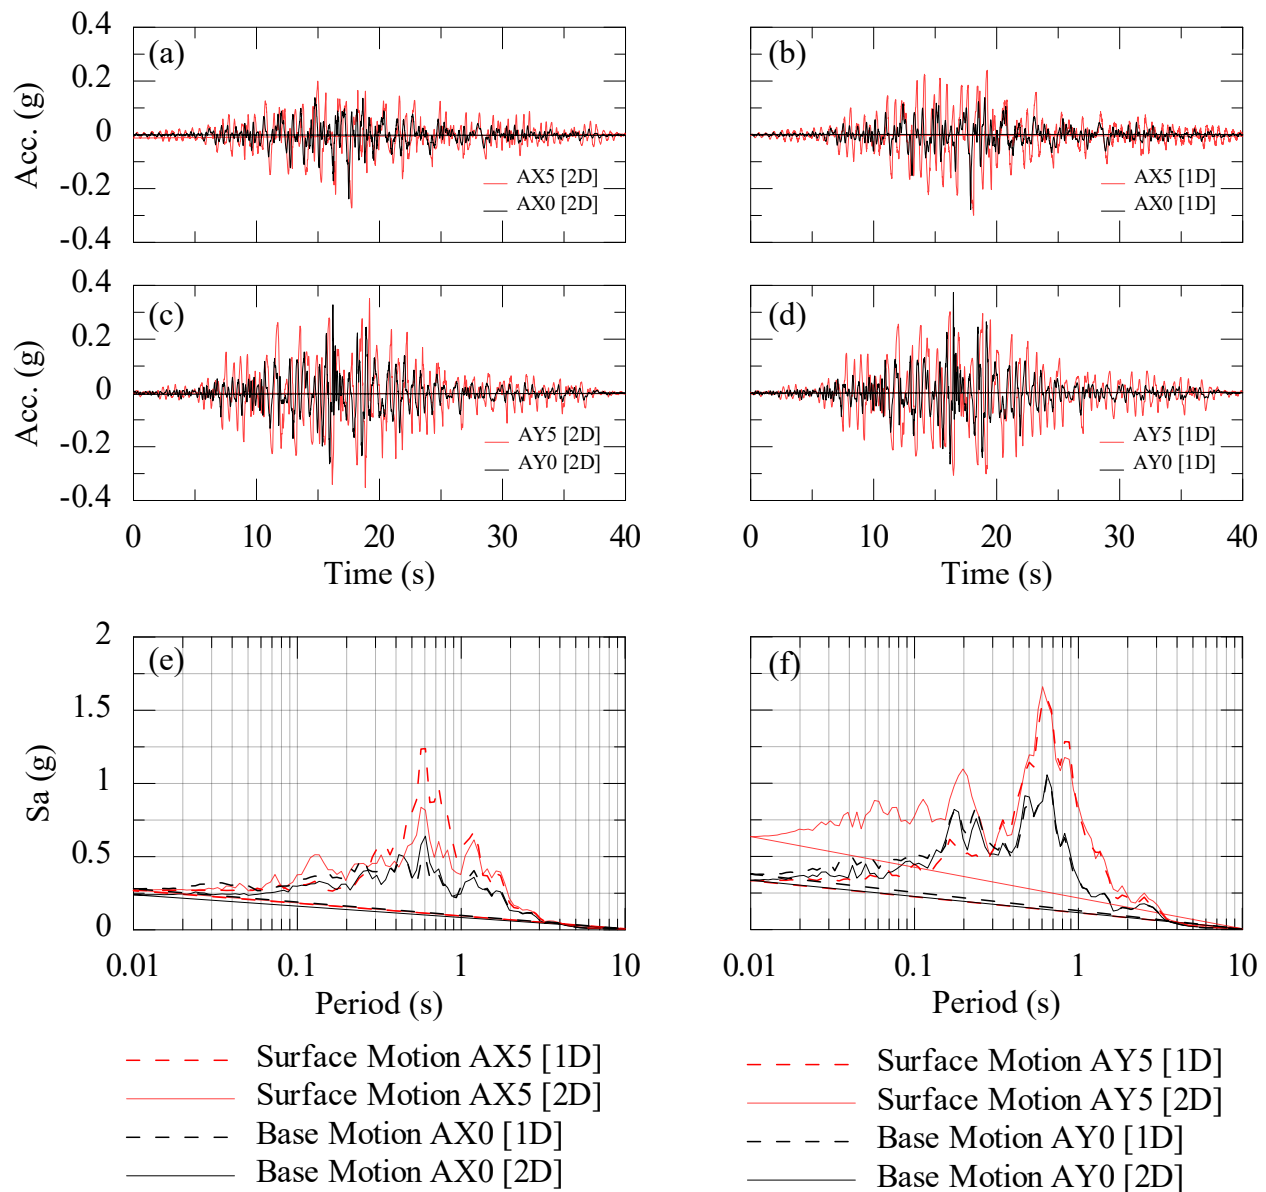 0.4
0.2
0
-0.2
-0.4
Acc. (g)
(a)
AX5 [2D]
AX0 [2D]
(b)
AX5 [1D]
AX0 [1D]
0.4
0.2
0
-0.2
-0.4
Acc. (g)
(c)
AY5 [2D]
AY0 [2D]
(d)
AY5 [1D]
AY0 [1D]
0 10 20 30 40
Time (s)
0 10 20 30 40
Time (s)
2
1.5
1
0.5
0
Sa (g)
(e)
(f)
0.01 0.1 1 10
Period (s)
0.01 0.1 1 10
Period (s)
Surface Motion AX5 [1D]
Surface Motion AX5 [2D]
Base Motion AX0 [1D]
Base Motion AX0 [2D]
Surface Motion AY5 [1D]
Surface Motion AY5 [2D]
Base Motion AY0 [1D]
Base Motion AY0 [2D]